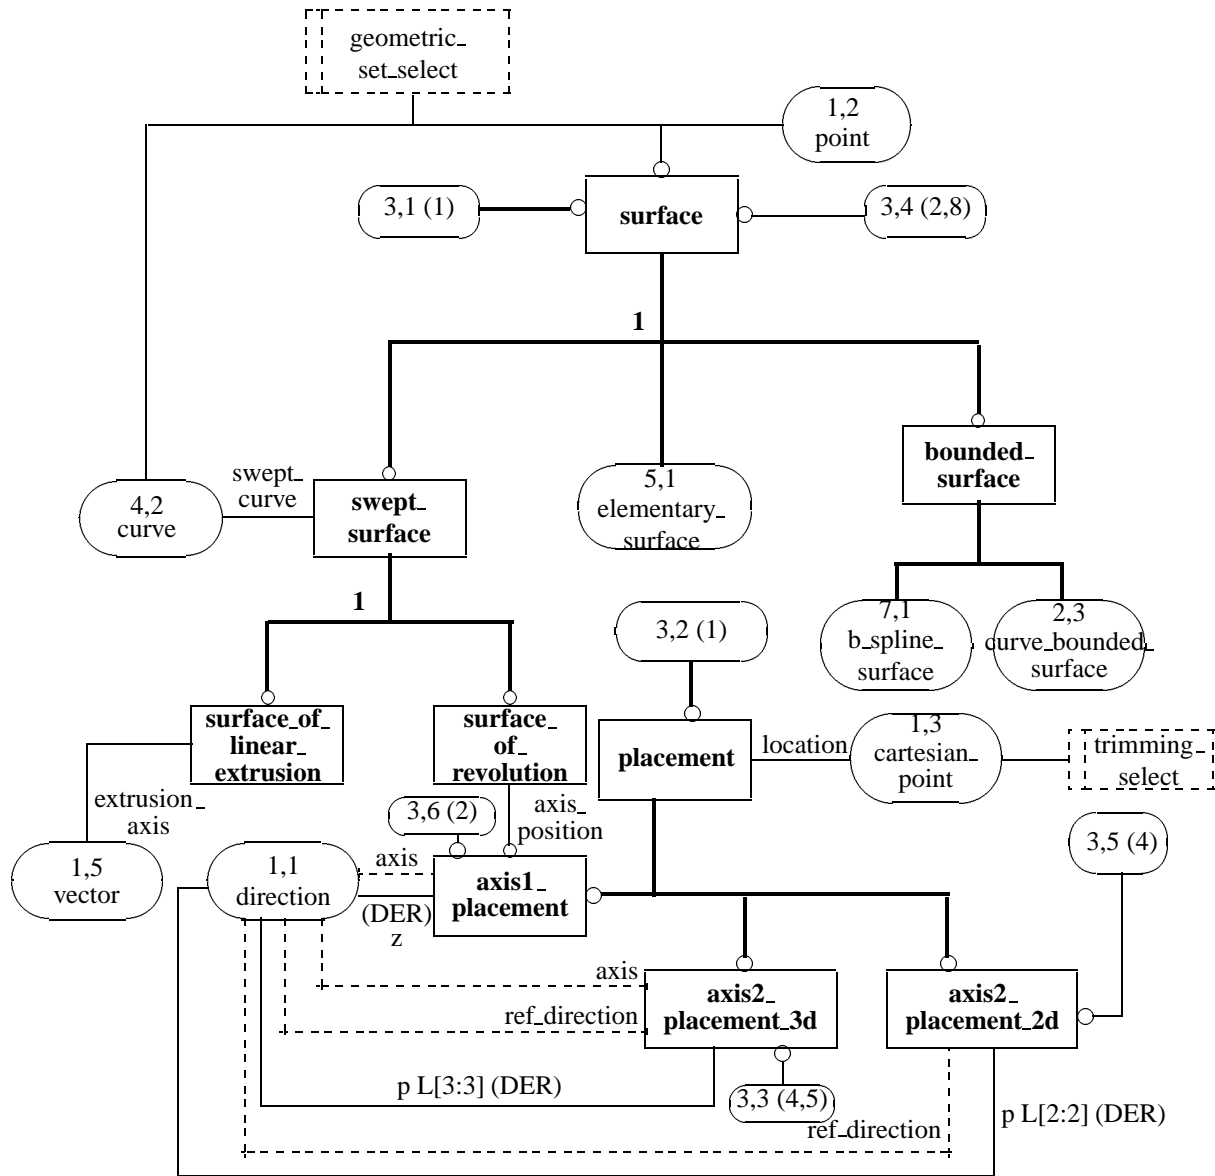 geometric_
set_select
1,2
point
3,1 (1)
surface
3,4 (2,8)
1
bounded_
surface
swept_
curve
4,2
curve
swept_
surface
5,1
elementary_
surface
1
3,2 (1)
7,1
b_spline_
surface
2,3
curve_bounded_
surface
surface_of_
linear_
extrusion
surface_
of_
revolution
placement
location
1,3
cartesian_
point
trimming_
select
extrusion_
axis
3,6 (2)
axis_
position
3,5 (4)
axis
1,5
vector
1,1
direction
axis1_
placement
(DER)
z
axis
ref_direction
axis2_
placement_3d
axis2_
placement_2d
p L[3:3] (DER)
3,3 (4,5)
p L[2:2] (DER)
ref_direction